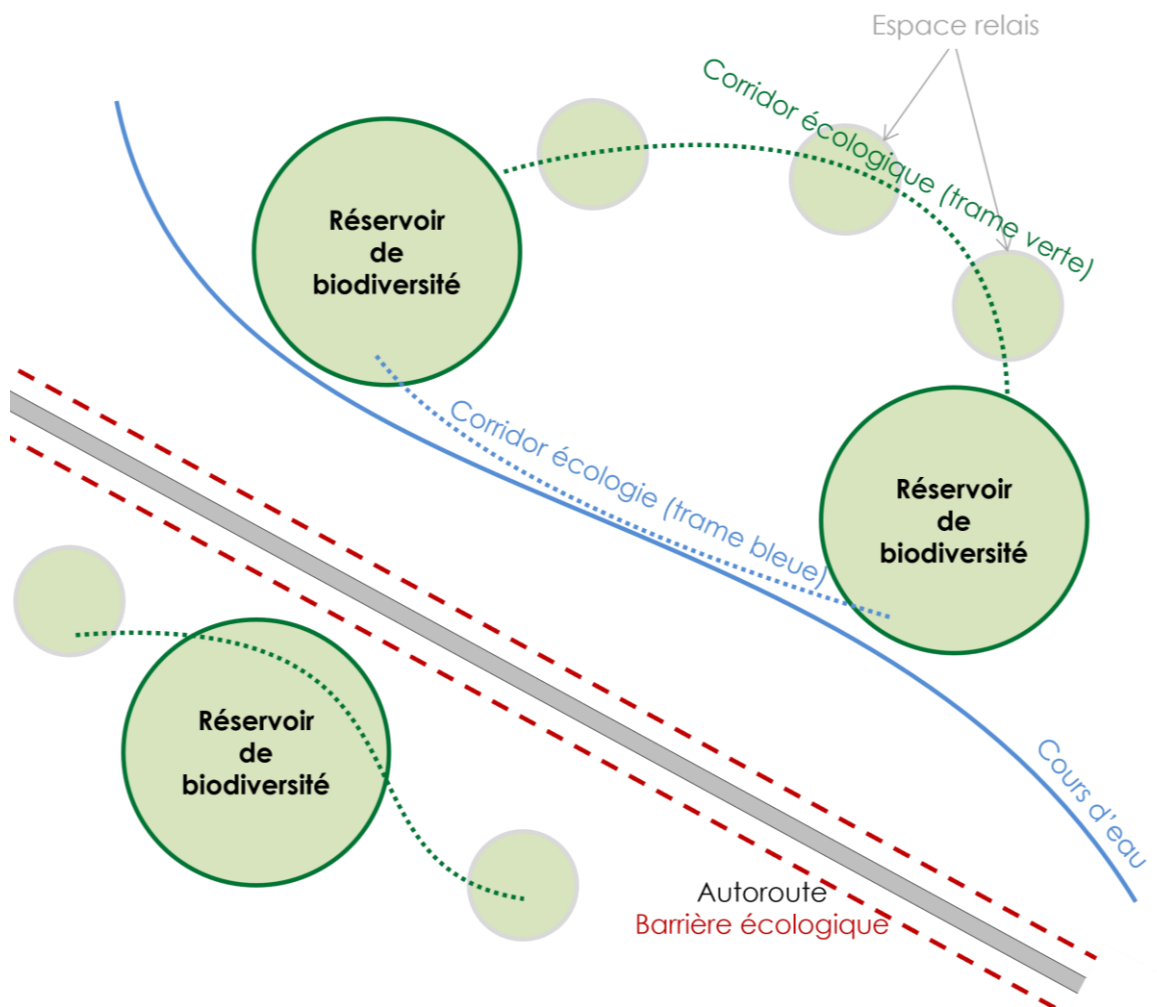 Espace relais
Corridor écologique (trame verte)
Réservoir
de
biodiversité
Corridor écologie (trame bleue)
Réservoir
de
biodiversité
Réservoir
de
biodiversité
Cours d'eau
Autoroute
Barrière écologique